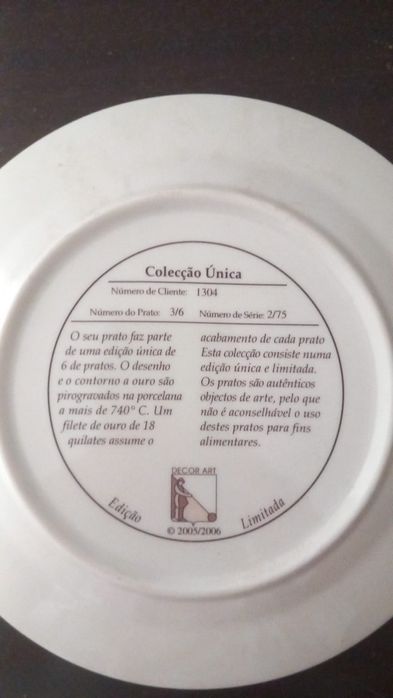 Colecção Única
Número de Cliente: 1304
Número do Prato: 3/6 Número de Série: 2/75
O seu prato faz parte
de uma edição única de
6 de pratos. O desenho
e o contorno a ouro são
pirogravados na porcelana
a mais de 740° C. Um
filete de ouro de 18
quilates assume o
acabamento de cada prato
Esta colecção consiste numa
edição única e limitada.
Os pratos são autênticos
objectos de arte, pelo que
não é aconselhável o uso
destes pratos para fins
alimentares.
DECOR ART
Edição Limitada
© 2005/2006